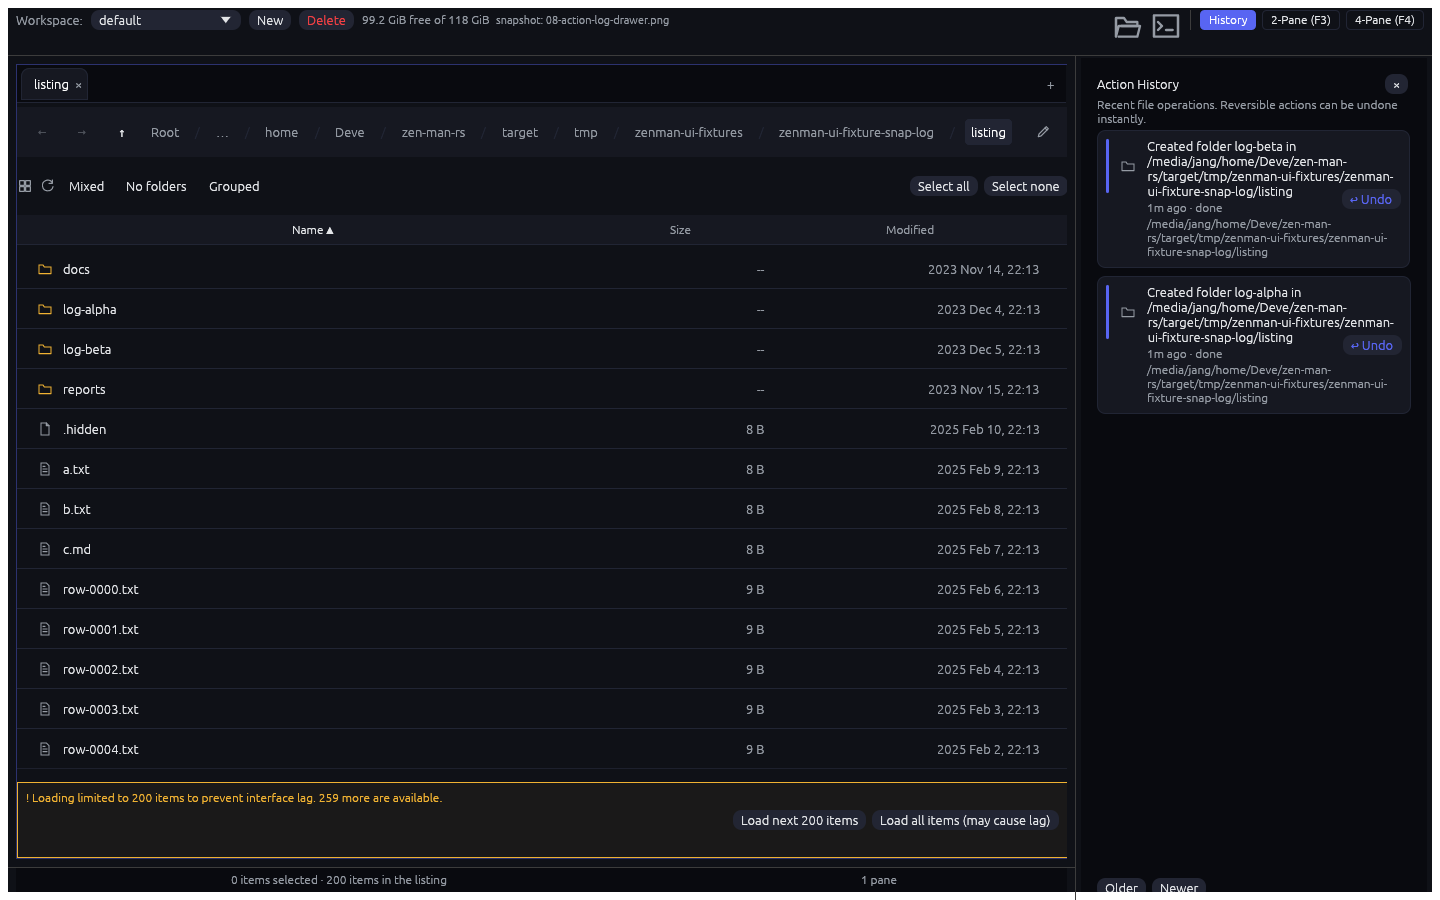 Workspace: default New Delete 99.2 GiB free of 118 GiB snapshot: 08-action-log-drawer.png History 2-Pane (F3) 4-Pane (F4)
listing × +
← → ↑ Root / ... / home / Deve / zen-man-rs / target / tmp / zenman-ui-fixtures / zenman-ui-fixture-snap-log / listing
Mixed No folders Grouped Select all Select none
Name ▲ Size Modified
docs -- 2023 Nov 14, 22:13
log-alpha -- 2023 Dec 4, 22:13
log-beta -- 2023 Dec 5, 22:13
reports -- 2023 Nov 15, 22:13
.hidden 8 B 2025 Feb 10, 22:13
a.txt 8 B 2025 Feb 9, 22:13
b.txt 8 B 2025 Feb 8, 22:13
c.md 8 B 2025 Feb 7, 22:13
row-0000.txt 9 B 2025 Feb 6, 22:13
row-0001.txt 9 B 2025 Feb 5, 22:13
row-0002.txt 9 B 2025 Feb 4, 22:13
row-0003.txt 9 B 2025 Feb 3, 22:13
row-0004.txt 9 B 2025 Feb 2, 22:13
! Loading limited to 200 items to prevent interface lag. 259 more are available.
Load next 200 items Load all items (may cause lag)
0 items selected · 200 items in the listing 1 pane
Action History ×
Recent file operations. Reversible actions can be undone
instantly.
Created folder log-beta in
/media/jang/home/Deve/zen-man-
rs/target/tmp/zenman-ui-fixtures/zenman-
ui-fixture-snap-log/listing
↩ Undo
1m ago · done
/media/jang/home/Deve/zen-man-
rs/target/tmp/zenman-ui-fixtures/zenman-ui-
fixture-snap-log/listing
Created folder log-alpha in
/media/jang/home/Deve/zen-man-
rs/target/tmp/zenman-ui-fixtures/zenman-
ui-fixture-snap-log/listing
↩ Undo
1m ago · done
/media/jang/home/Deve/zen-man-
rs/target/tmp/zenman-ui-fixtures/zenman-ui-
fixture-snap-log/listing
Older Newer